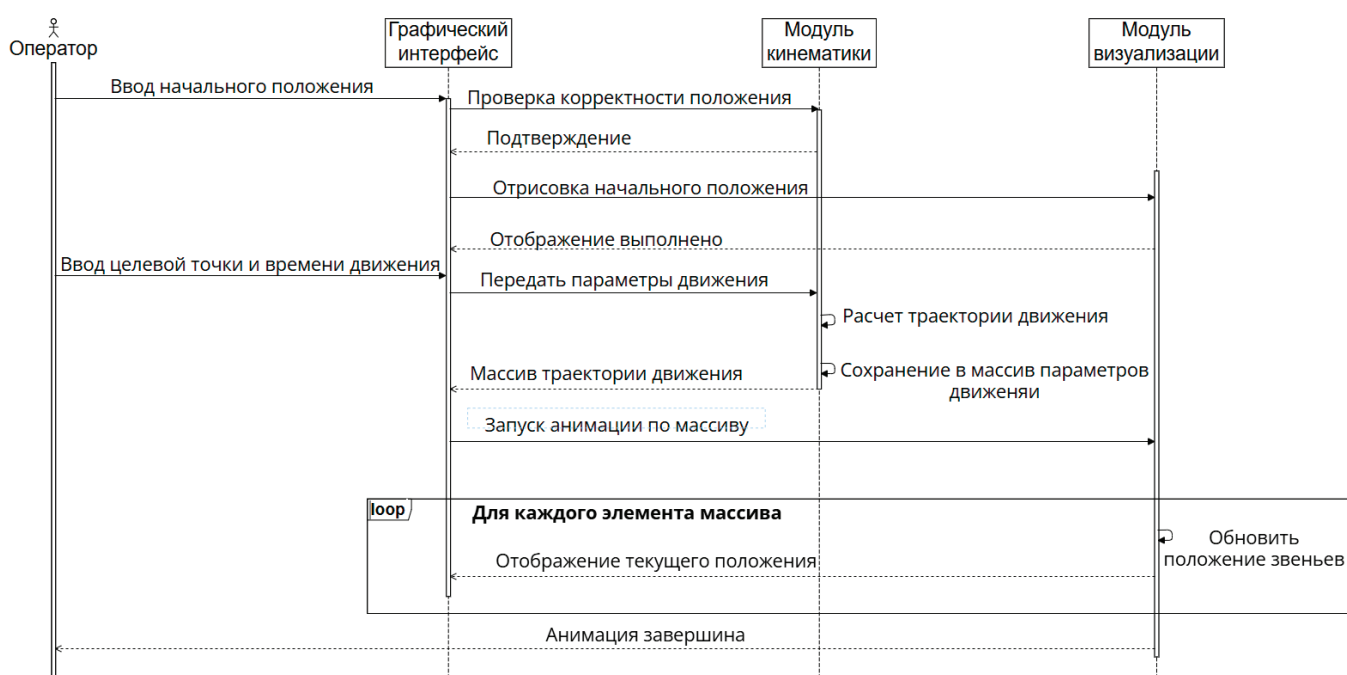 Оператор
Графический
интерфейс
Модуль
кинематики
Модуль
визуализации
Ввод начального положения
Проверка корректности положения
Подтверждение
Отрисовка начального положения
Отображение выполнено
Ввод целевой точки и времени движения
Передать параметры движения
Расчет траектории движения
Массив траектории движения
Сохранение в массив параметров
движеняи
Запуск анимации по массиву
loop
Для каждого элемента массива
Обновить
положение звеньев
Отображение текущего положения
Анимация завершина